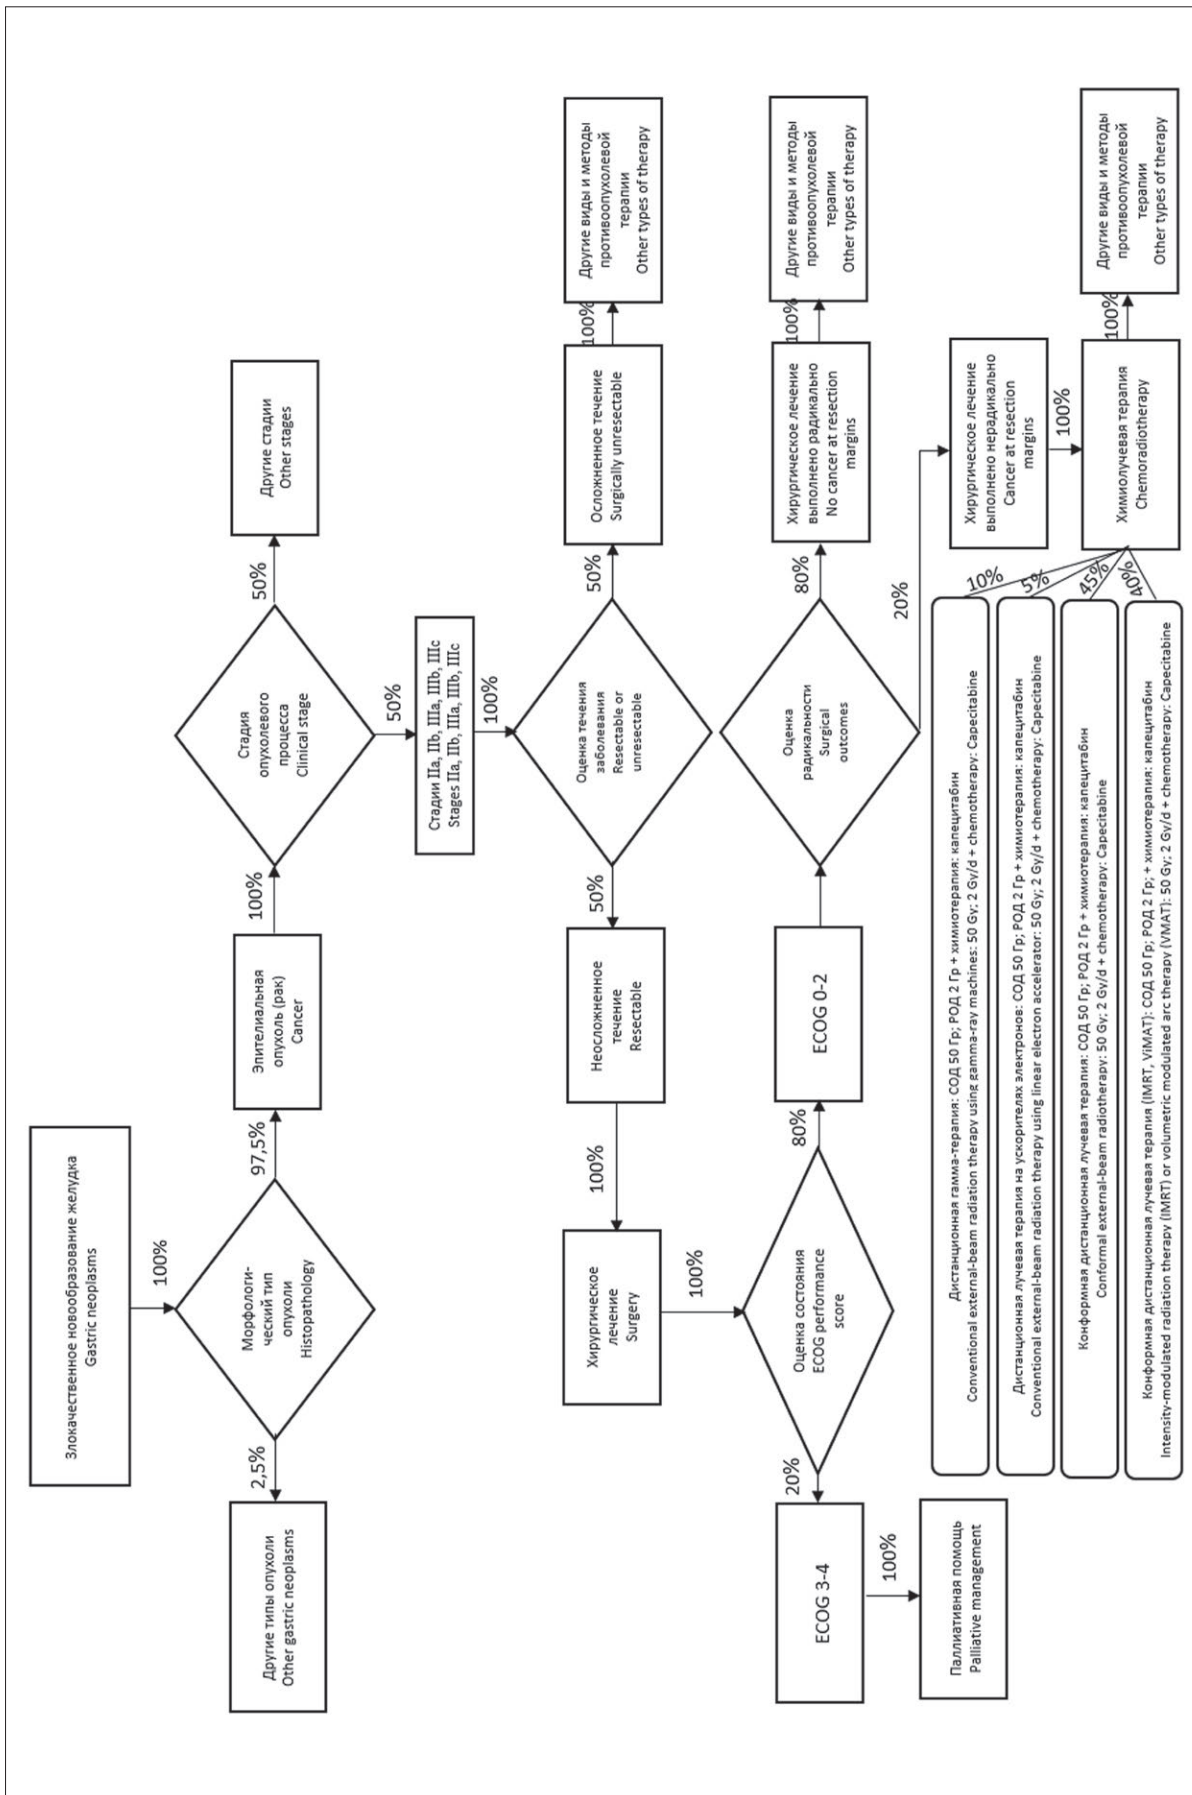 Злокачественное новообразование желудка
Gastric neoplasms
100%
Морфологи-
ческий тип
опухоли
Histopathology
2,5%
Другие типы опухоли
Other gastric neoplasms
97,5%
Эпителиальная
опухоль (рак)
Cancer
100%
Стадия
опухолевого
процесса
Clinical stage
50%
Другие стадии
Other stages
50%
Стадии IIa, IIb, IIIa, IIIb, IIIc
Stages IIa, IIb, IIIa, IIIb, IIIc
100%
Оценка течения
заболевания
Resectable or
unresectable
50%
Осложненное течение
Surgically unresectable
100%
Другие виды и методы
противоопухолевой
терапии
Other types of therapy
50%
Неосложненное
течение
Resectable
100%
Хирургическое
лечение
Surgery
100%
Оценка состояния
ECOG performance
score
20%
ECOG 3-4
100%
Паллиативная помощь
Palliative management
80%
ECOG 0-2
Оценка
радикальности
Surgical
outcomes
80%
Хирургическое лечение
выполнено радикально
No cancer at resection
margins
100%
Другие виды и методы
противоопухолевой
терапии
Other types of therapy
20%
Хирургическое лечение
выполнено нерадикально
Cancer at resection
margins
100%
Химиолучевая терапия
Chemoradiotherapy
100%
Другие виды и методы
противоопухолевой
терапии
Other types of therapy
10%
Дистанционная гамма-терапия: СОД 50 Гр; РОД 2 Гр + химиотерапия: капецитабин
Conventional external-beam radiation therapy using gamma-ray machines: 50 Gy; 2 Gy/d + chemotherapy: Capecitabine
5%
Дистанционная лучевая терапия на ускорителях электронов: СОД 50 Гр; РОД 2 Гр + химиотерапия: капецитабин
Conventional external-beam radiation therapy using linear electron accelerator: 50 Gy; 2 Gy/d + chemotherapy: Capecitabine
45%
Конформная дистанционная лучевая терапия: СОД 50 Гр; РОД 2 Гр + химиотерапия: капецитабин
Conformal external-beam radiotherapy: 50 Gy; 2 Gy/d + chemotherapy: Capecitabine
40%
Конформная дистанционная лучевая терапия (IMRT, ViMAT): СОД 50 Гр; РОД 2 Гр; + химиотерапия: капецитабин
Intensity-modulated radiation therapy (IMRT) or volumetric modulated arc therapy (VMAT): 50 Gy; 2 Gy/d + chemotherapy: Capecitabine